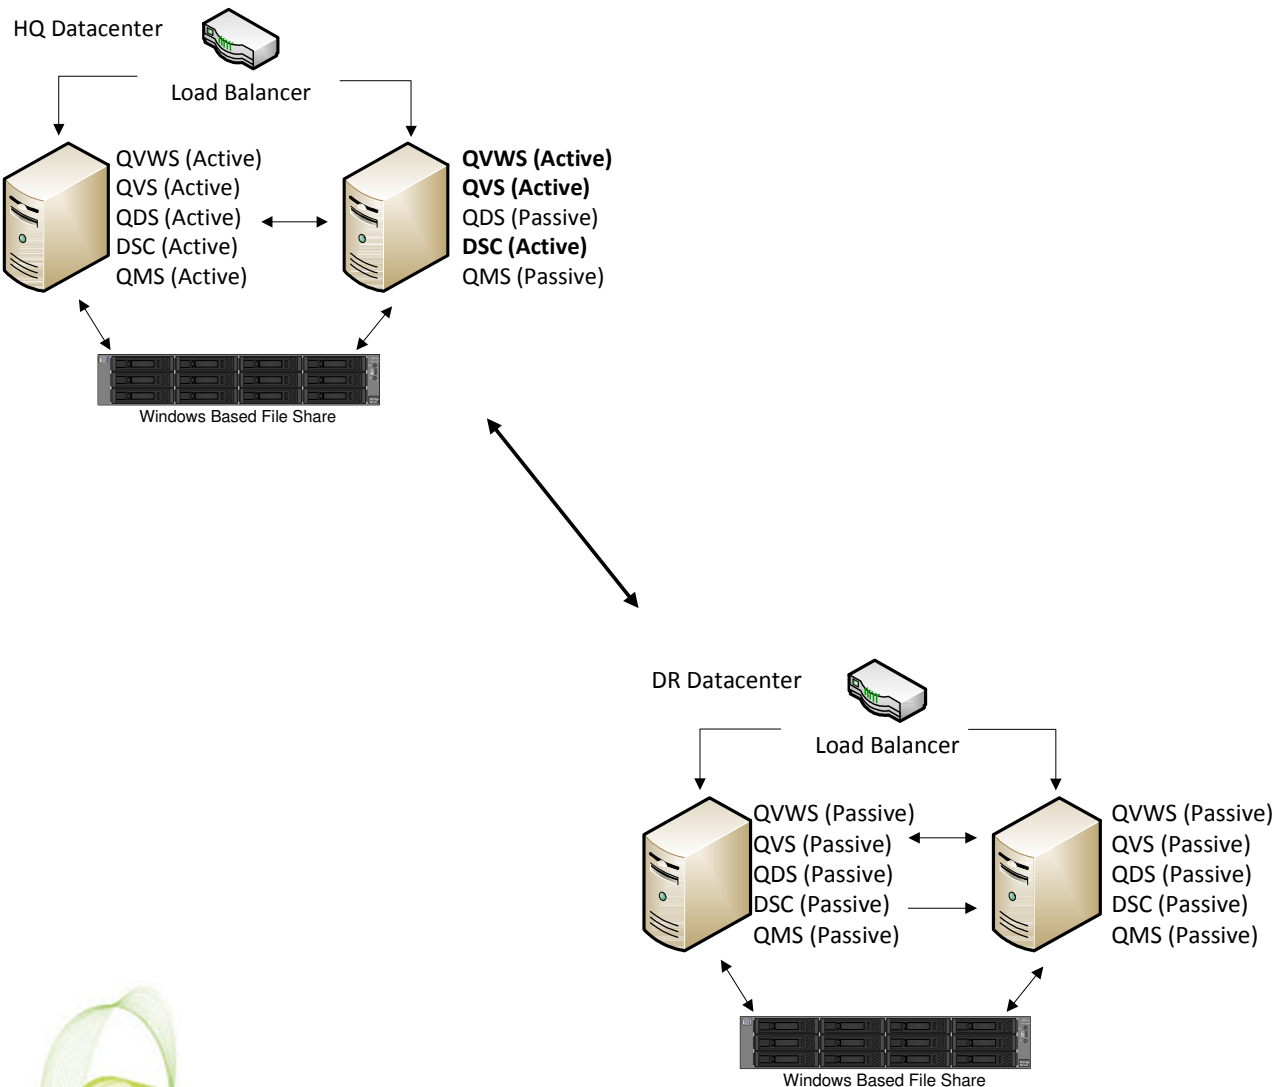 HQ Datacenter
Load Balancer
QVWS (Active)
QVS (Active)
QDS (Active)
DSC (Active)
QMS (Active)
QVWS (Active)
QVS (Active)
QDS (Passive)
DSC (Active)
QMS (Passive)
Windows Based File Share
DR Datacenter
Load Balancer
QVWS (Passive)
QVS (Passive)
QDS (Passive)
DSC (Passive)
QMS (Passive)
QVWS (Passive)
QVS (Passive)
QDS (Passive)
DSC (Passive)
QMS (Passive)
Windows Based File Share